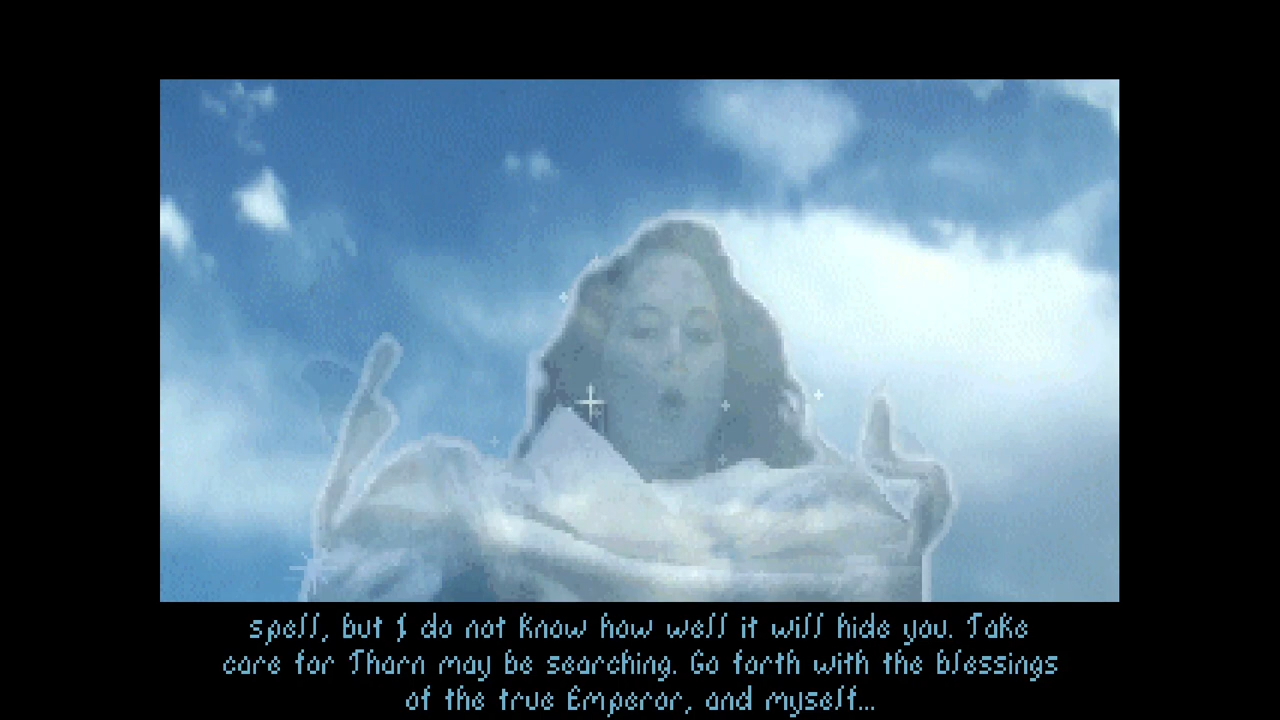 spell, but I do not know how well it will hide you. Take
care for Tharn may be searching. Go forth with the blessings
of the true Emperor, and myself...